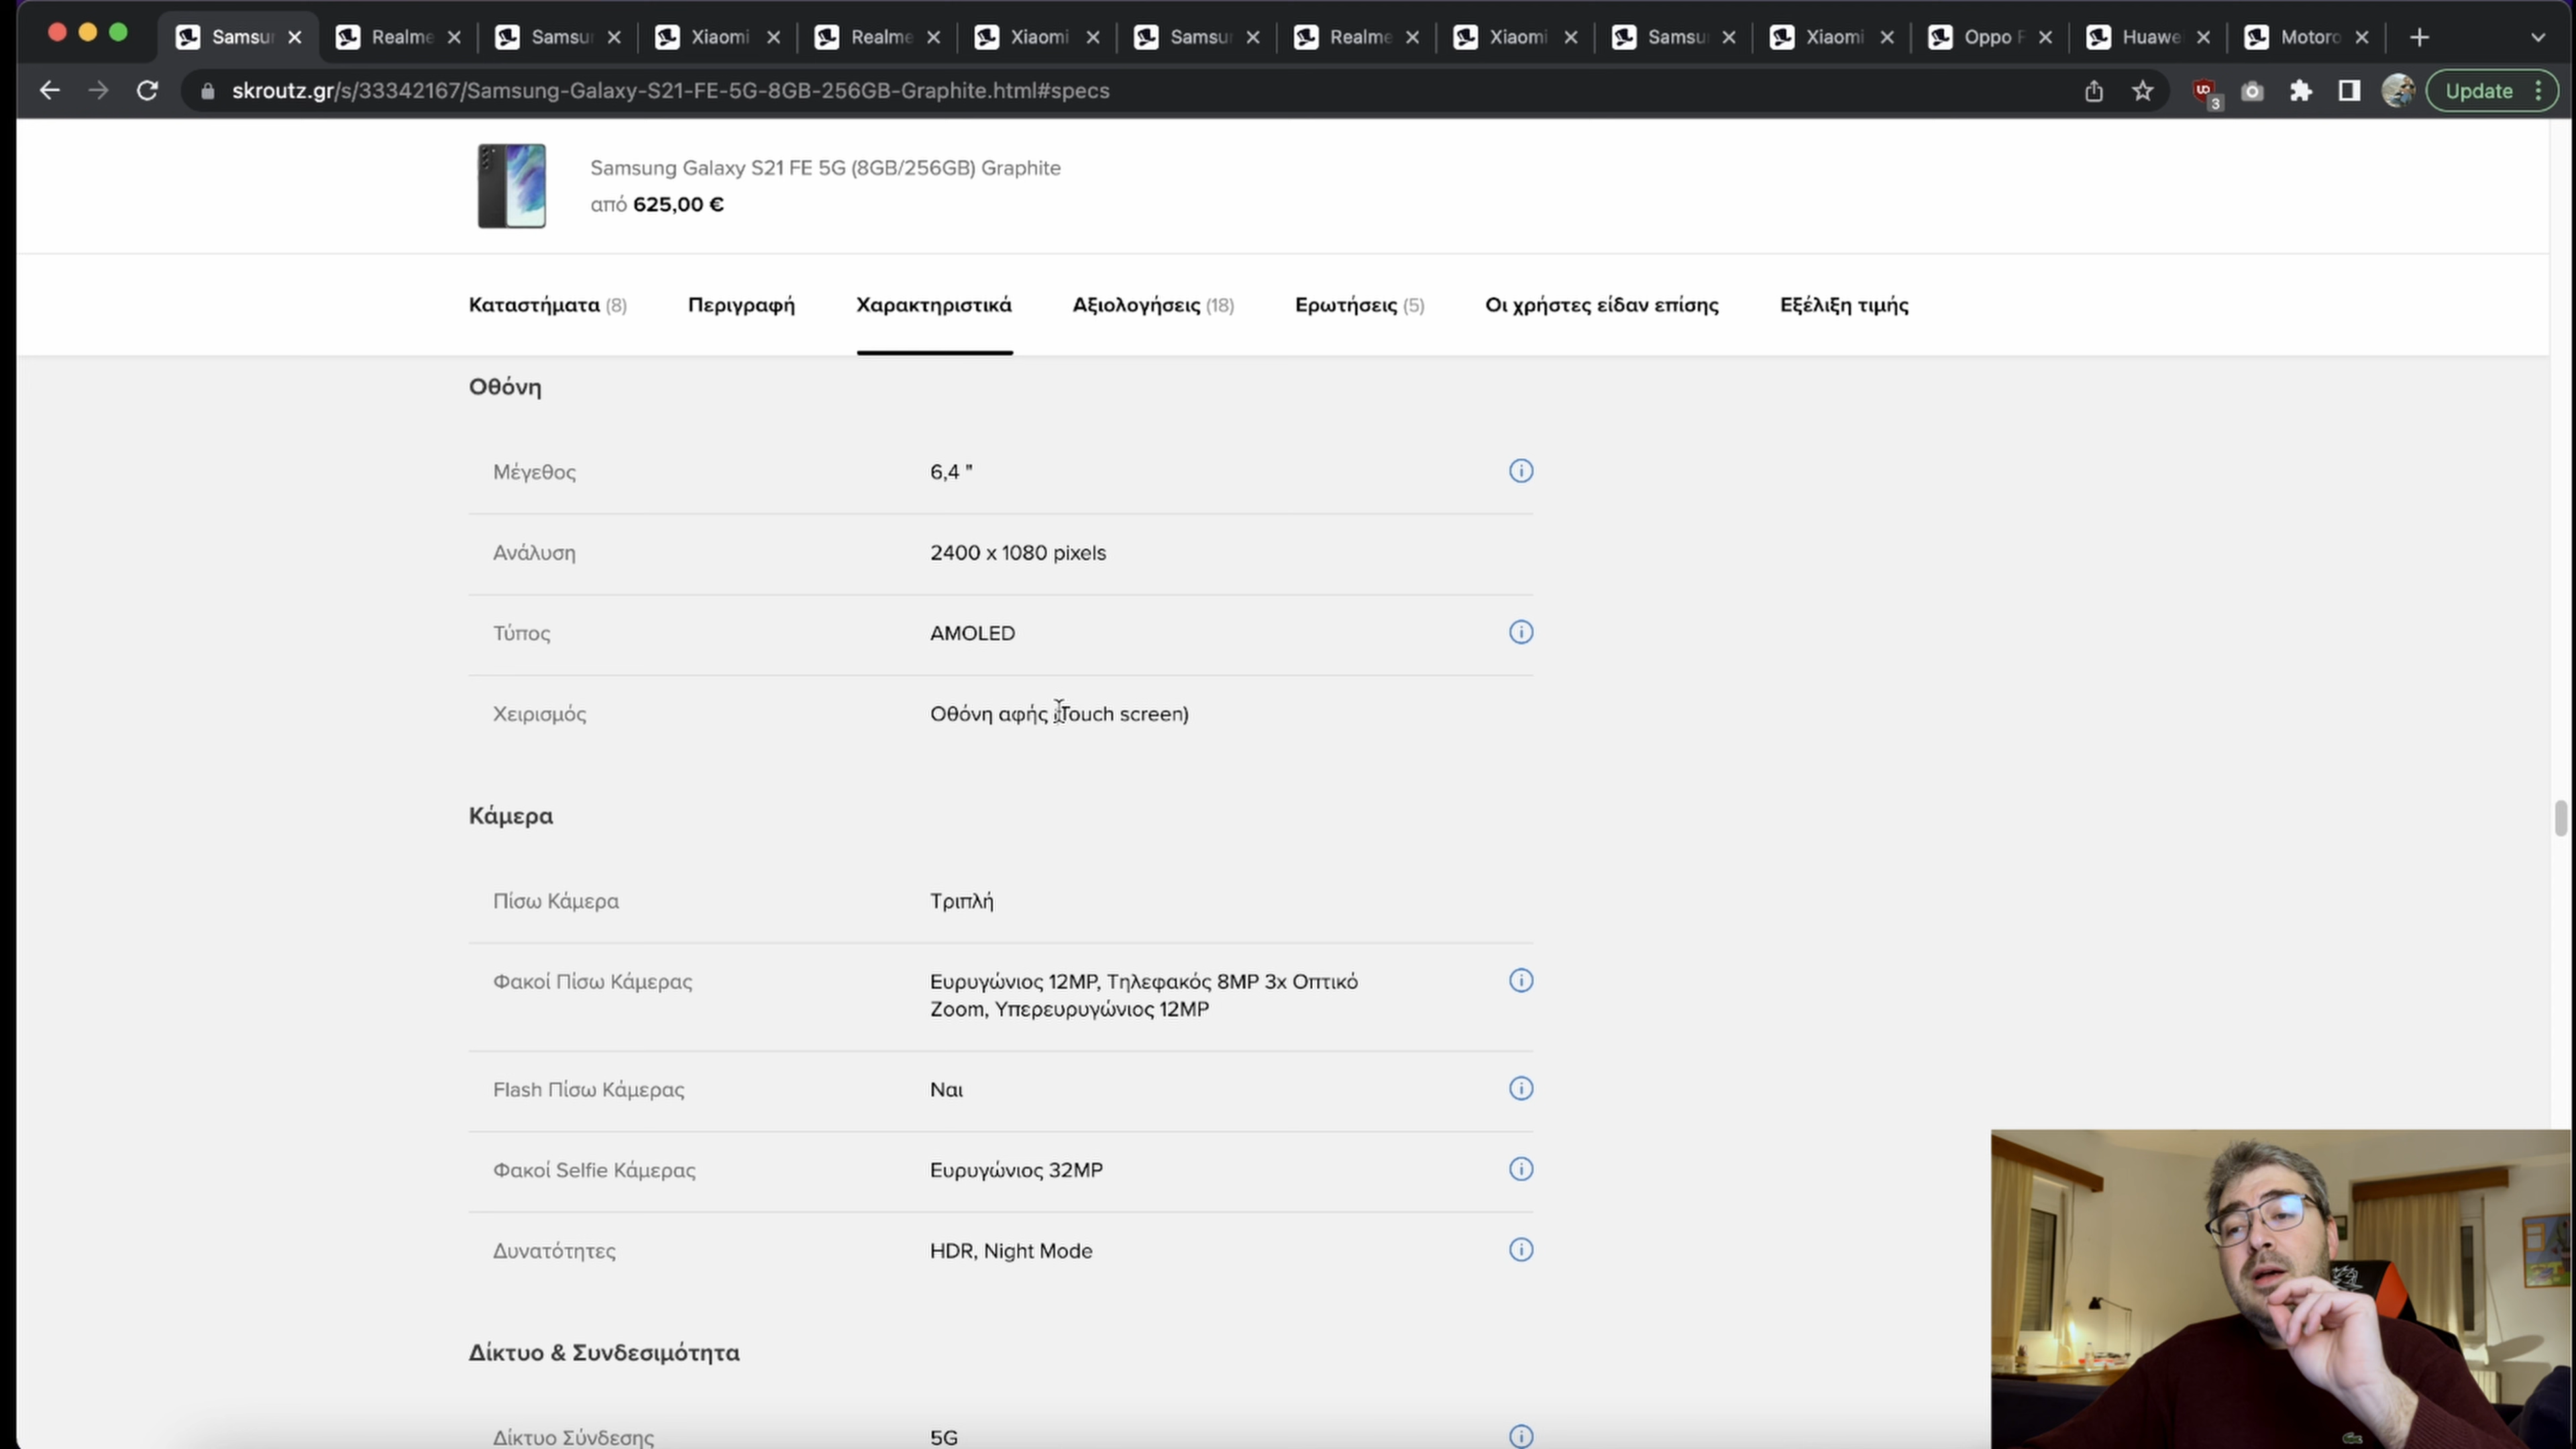 Samsu Realme Samsu Xiaomi Realme Xiaomi Samsu Realme Xiaomi Samsu Xiaomi Oppo F Huawe Motoro
skroutz.gr/s/33342167/Samsung-Galaxy-S21-FE-5G-8GB-256GB-Graphite.html#specs
3
Update
Samsung Galaxy S21 FE 5G (8GB/256GB) Graphite
από 625,00 €
Καταστήματα (8) Περιγραφή Χαρακτηριστικά Αξιολογήσεις (18) Ερωτήσεις (5) Οι χρήστες είδαν επίσης Εξέλιξη τιμής
Οθόνη
Μέγεθος 6,4 "
Ανάλυση 2400 x 1080 pixels
Τύπος AMOLED
Χειρισμός Οθόνη αφής (Touch screen)
Κάμερα
Πίσω Κάμερα Τριπλή
Φακοί Πίσω Κάμερας Ευρυγώνιος 12MP, Τηλεφακός 8MP 3x Οπτικό
Zoom, Υπερευρυγώνιος 12MP
Flash Πίσω Κάμερας Ναι
Φακοί Selfie Κάμερας Ευρυγώνιος 32MP
Δυνατότητες HDR, Night Mode
Δίκτυο & Συνδεσιμότητα
Δίκτυο Σύνδεσης 5G